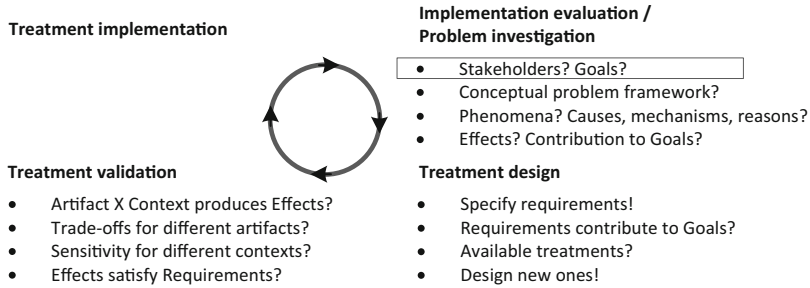 Treatment implementation
Implementation evaluation /
Problem investigation
• Stakeholders? Goals?
• Conceptual problem framework?
• Phenomena? Causes, mechanisms, reasons?
• Effects? Contribution to Goals?
Treatment validation
• Artifact X Context produces Effects?
• Trade-offs for different artifacts?
• Sensitivity for different contexts?
• Effects satisfy Requirements?
Treatment design
• Specify requirements!
• Requirements contribute to Goals?
• Available treatments?
• Design new ones!